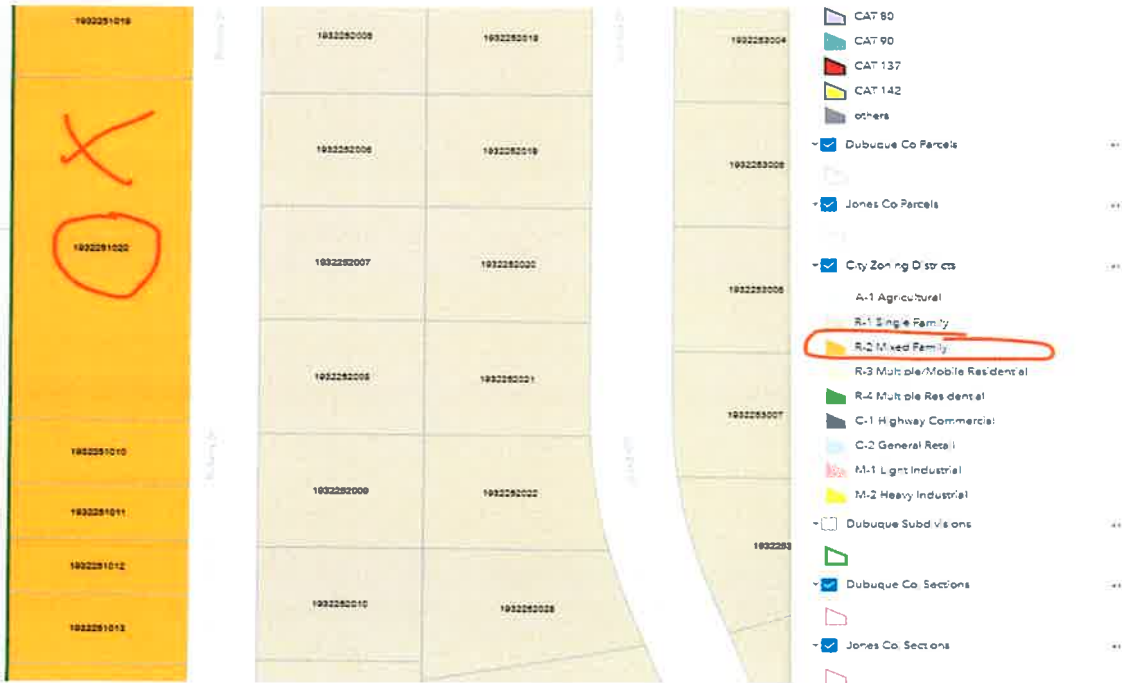 1932251019
1932252005
1932252018
1932253004
1932252006
1932252019
1932253005
1932251020
1932252007
1932252020
1932253006
1932252008
1932252021
1932253007
1932251010
1932251011
1932252009
1932252022
1932251012
1932253
1932252010
1932251013
CAT 80
CAT 90
CAT 137
CAT 142
others
Dubuque Co Parcels
Jones Co Parcels
City Zoning Districts
A-1 Agricultural
R-1 Single Family
R-2 Mixed Family
R-3 Multiple/Mobile Residential
R-4 Multiple Residential
C-1 Highway Commercial
C-2 General Retail
M-1 Light Industrial
M-2 Heavy Industrial
Dubuque Subdivisions
Dubuque Co. Sections
Jones Co. Sections